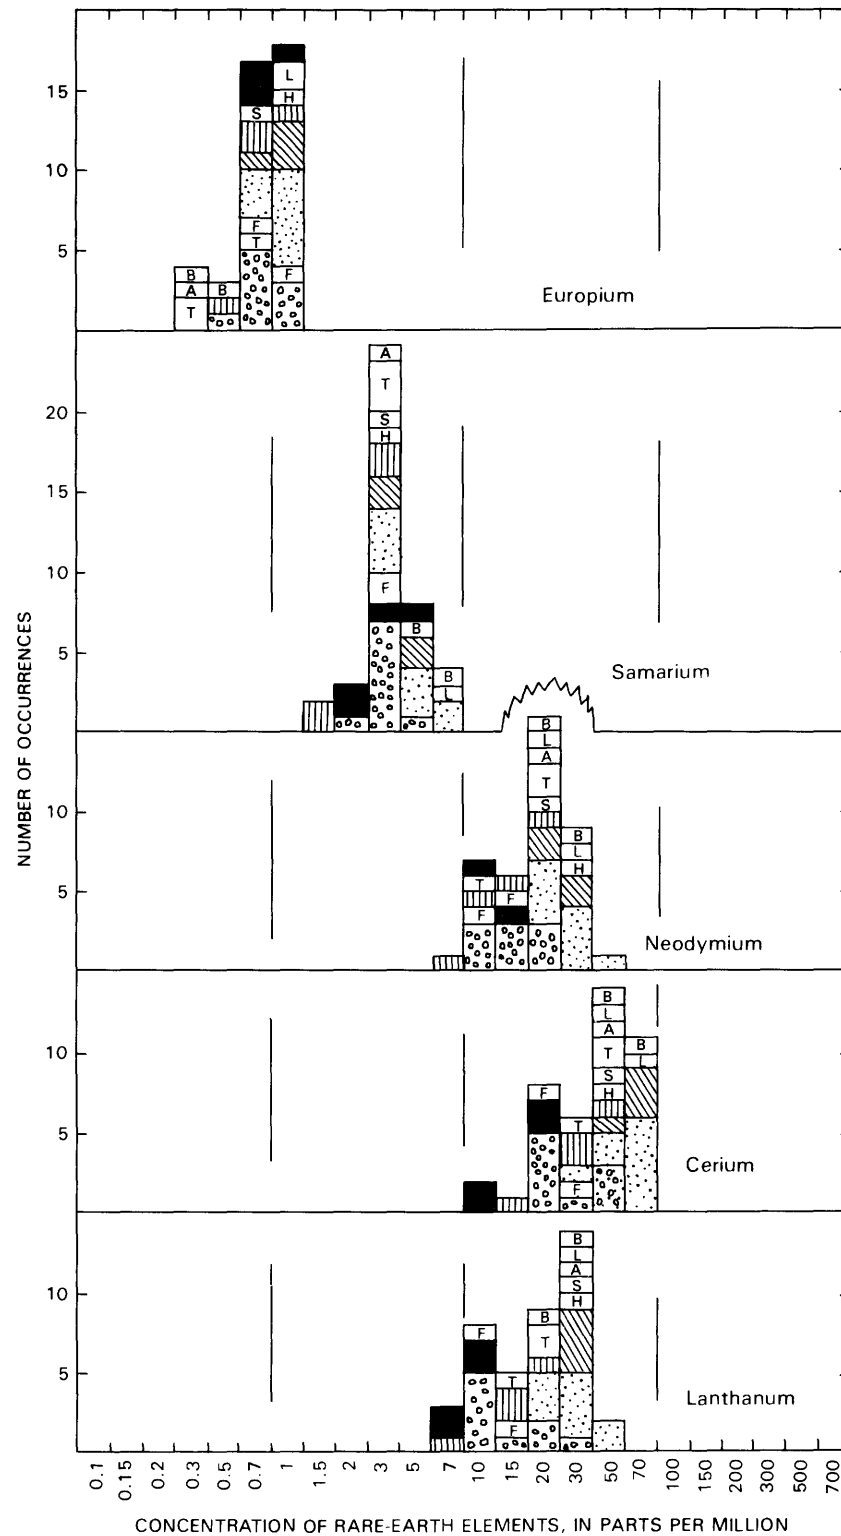 15
10
5
L
H
S
F
T
F
B
A
T
B
Europium
20
15
10
5
A
T
S
H
F
B
B
L
Samarium
NUMBER OF OCCURRENCES
10
5
B
L
A
T
S
B
L
H
T
F
F
Neodymium
10
5
B
L
A
T
S
H
B
L
F
T
F
Cerium
10
5
B
L
A
S
H
B
T
F
T
F
Lanthanum
0.1 0.15 0.2 0.3 0.5 0.7 1 1.5 2 3 5 7 10 15 20 30 50 70 100 150 200 300 500 700
CONCENTRATION OF RARE-EARTH ELEMENTS, IN PARTS PER MILLION